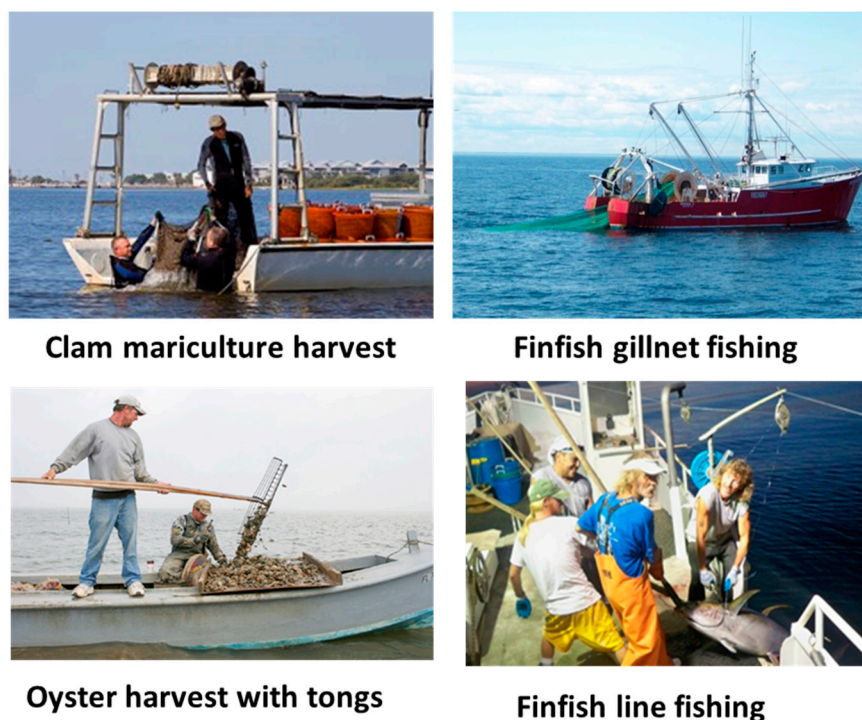 Clam mariculture harvest
Finfish gillnet fishing
Oyster harvest with tongs
Finfish line fishing